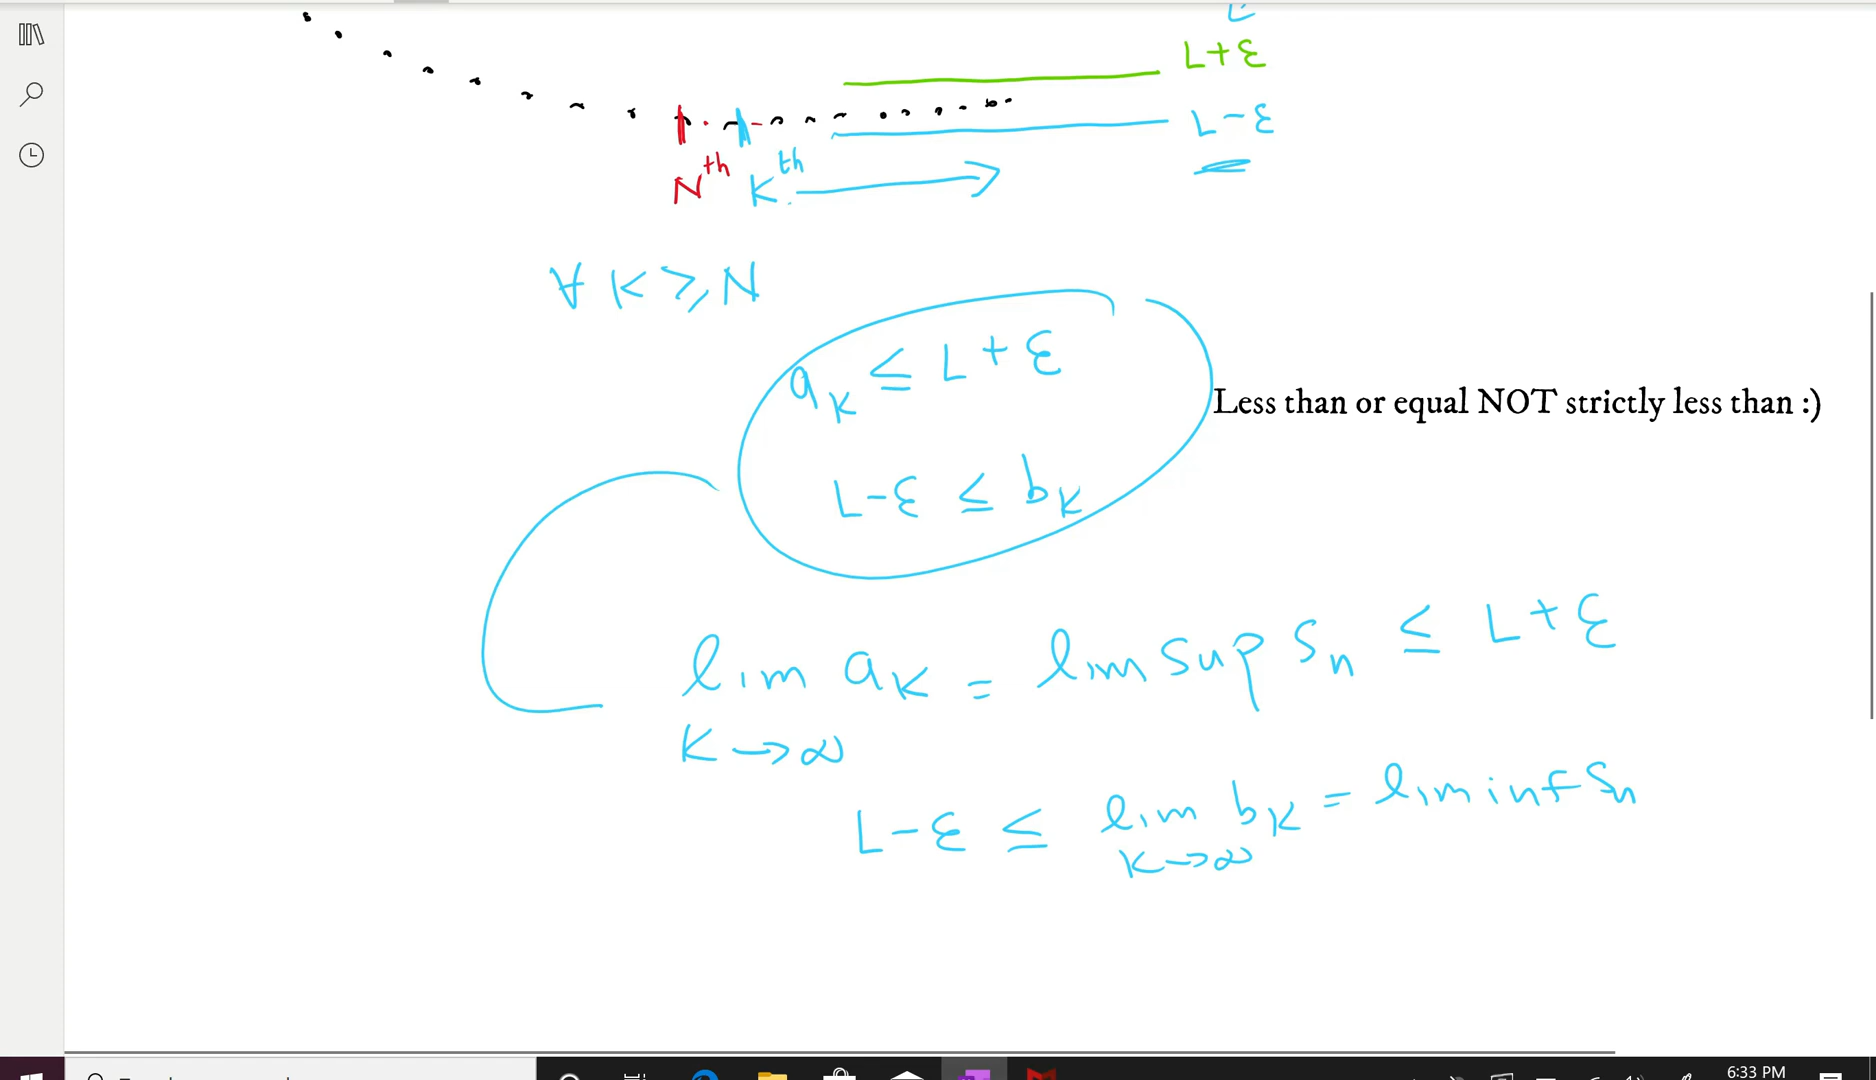 L
L+ε
L-ε
Nᵗʰ Kᵗʰ
∀ K ≥ N
a_K ≤ L + ε
Less than or equal NOT strictly less than :)
L-ε ≤ b_K
lim a_K = lim sup S_n ≤ L + ε
K → ∞
L-ε ≤ lim b_K = lim inf S_n
K → ∞
6:33 PM